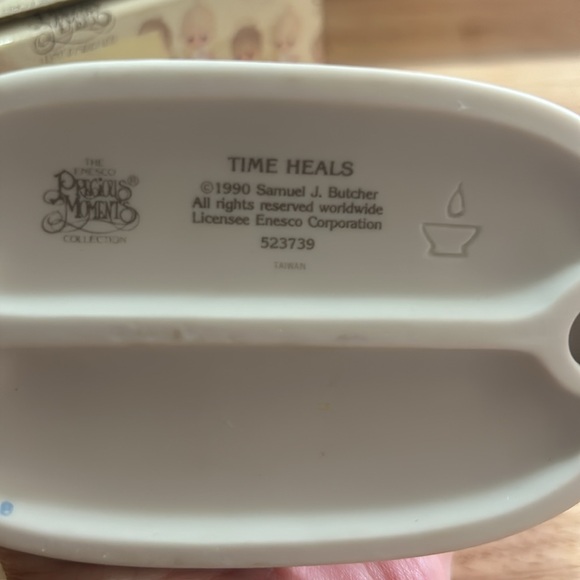 THE
ENESCO
PRECIOUS
MOMENTS®
COLLECTION
TIME HEALS
©1990 Samuel J. Butcher
All rights reserved worldwide
Licensee Enesco Corporation
523739
TAIWAN